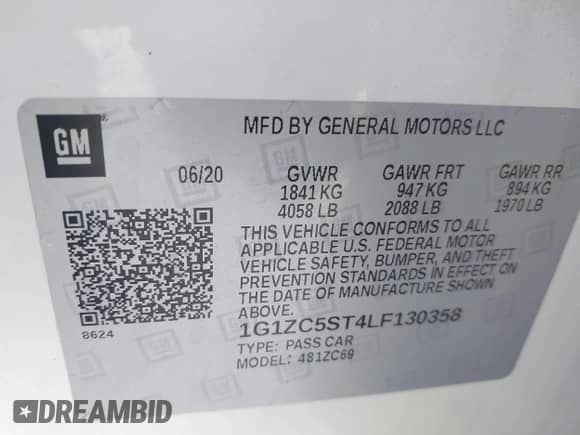 GM
®
MFD BY GENERAL MOTORS LLC
06/20 GVWR GAWR FRT GAWR RR
1841 KG 947 KG 894 KG
4058 LB 2088 LB 1970 LB
THIS VEHICLE CONFORMS TO ALL
APPLICABLE U.S. FEDERAL MOTOR
VEHICLE SAFETY, BUMPER, AND THEFT
PREVENTION STANDARDS IN EFFECT ON
THE DATE OF MANUFACTURE SHOWN
ABOVE.
8624
1G1ZC5ST4LF130358
TYPE: PASS CAR
MODEL: 481ZC69
DREAMBID